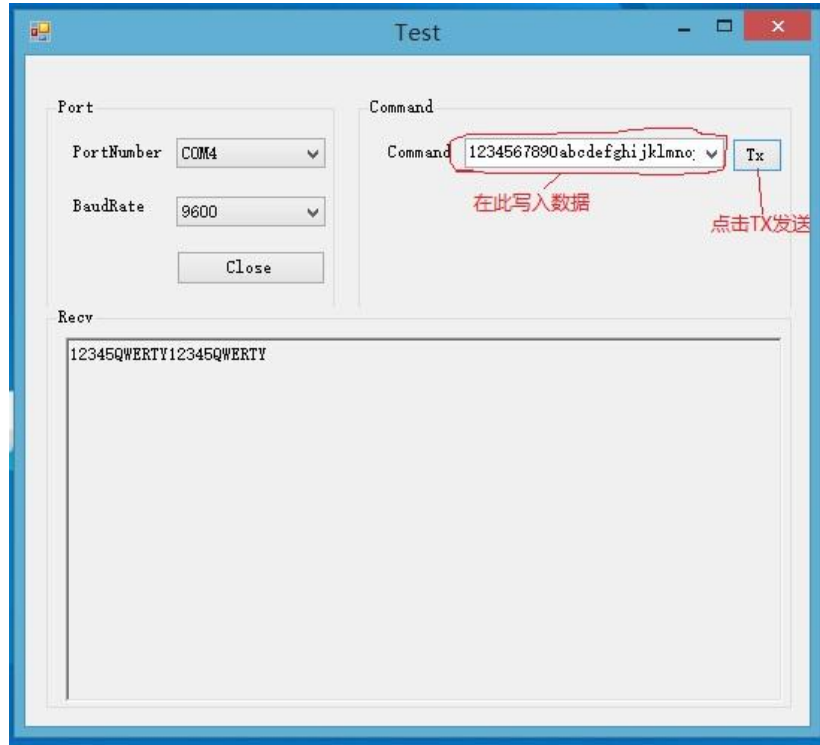 Test
Port
Command
PortNumber COM4
Command 1234567890abcdefghijklmno
Tx
在此写入数据
点击TX发送
BaudRate 9600
Close
Recv
12345QWERTY12345QWERTY